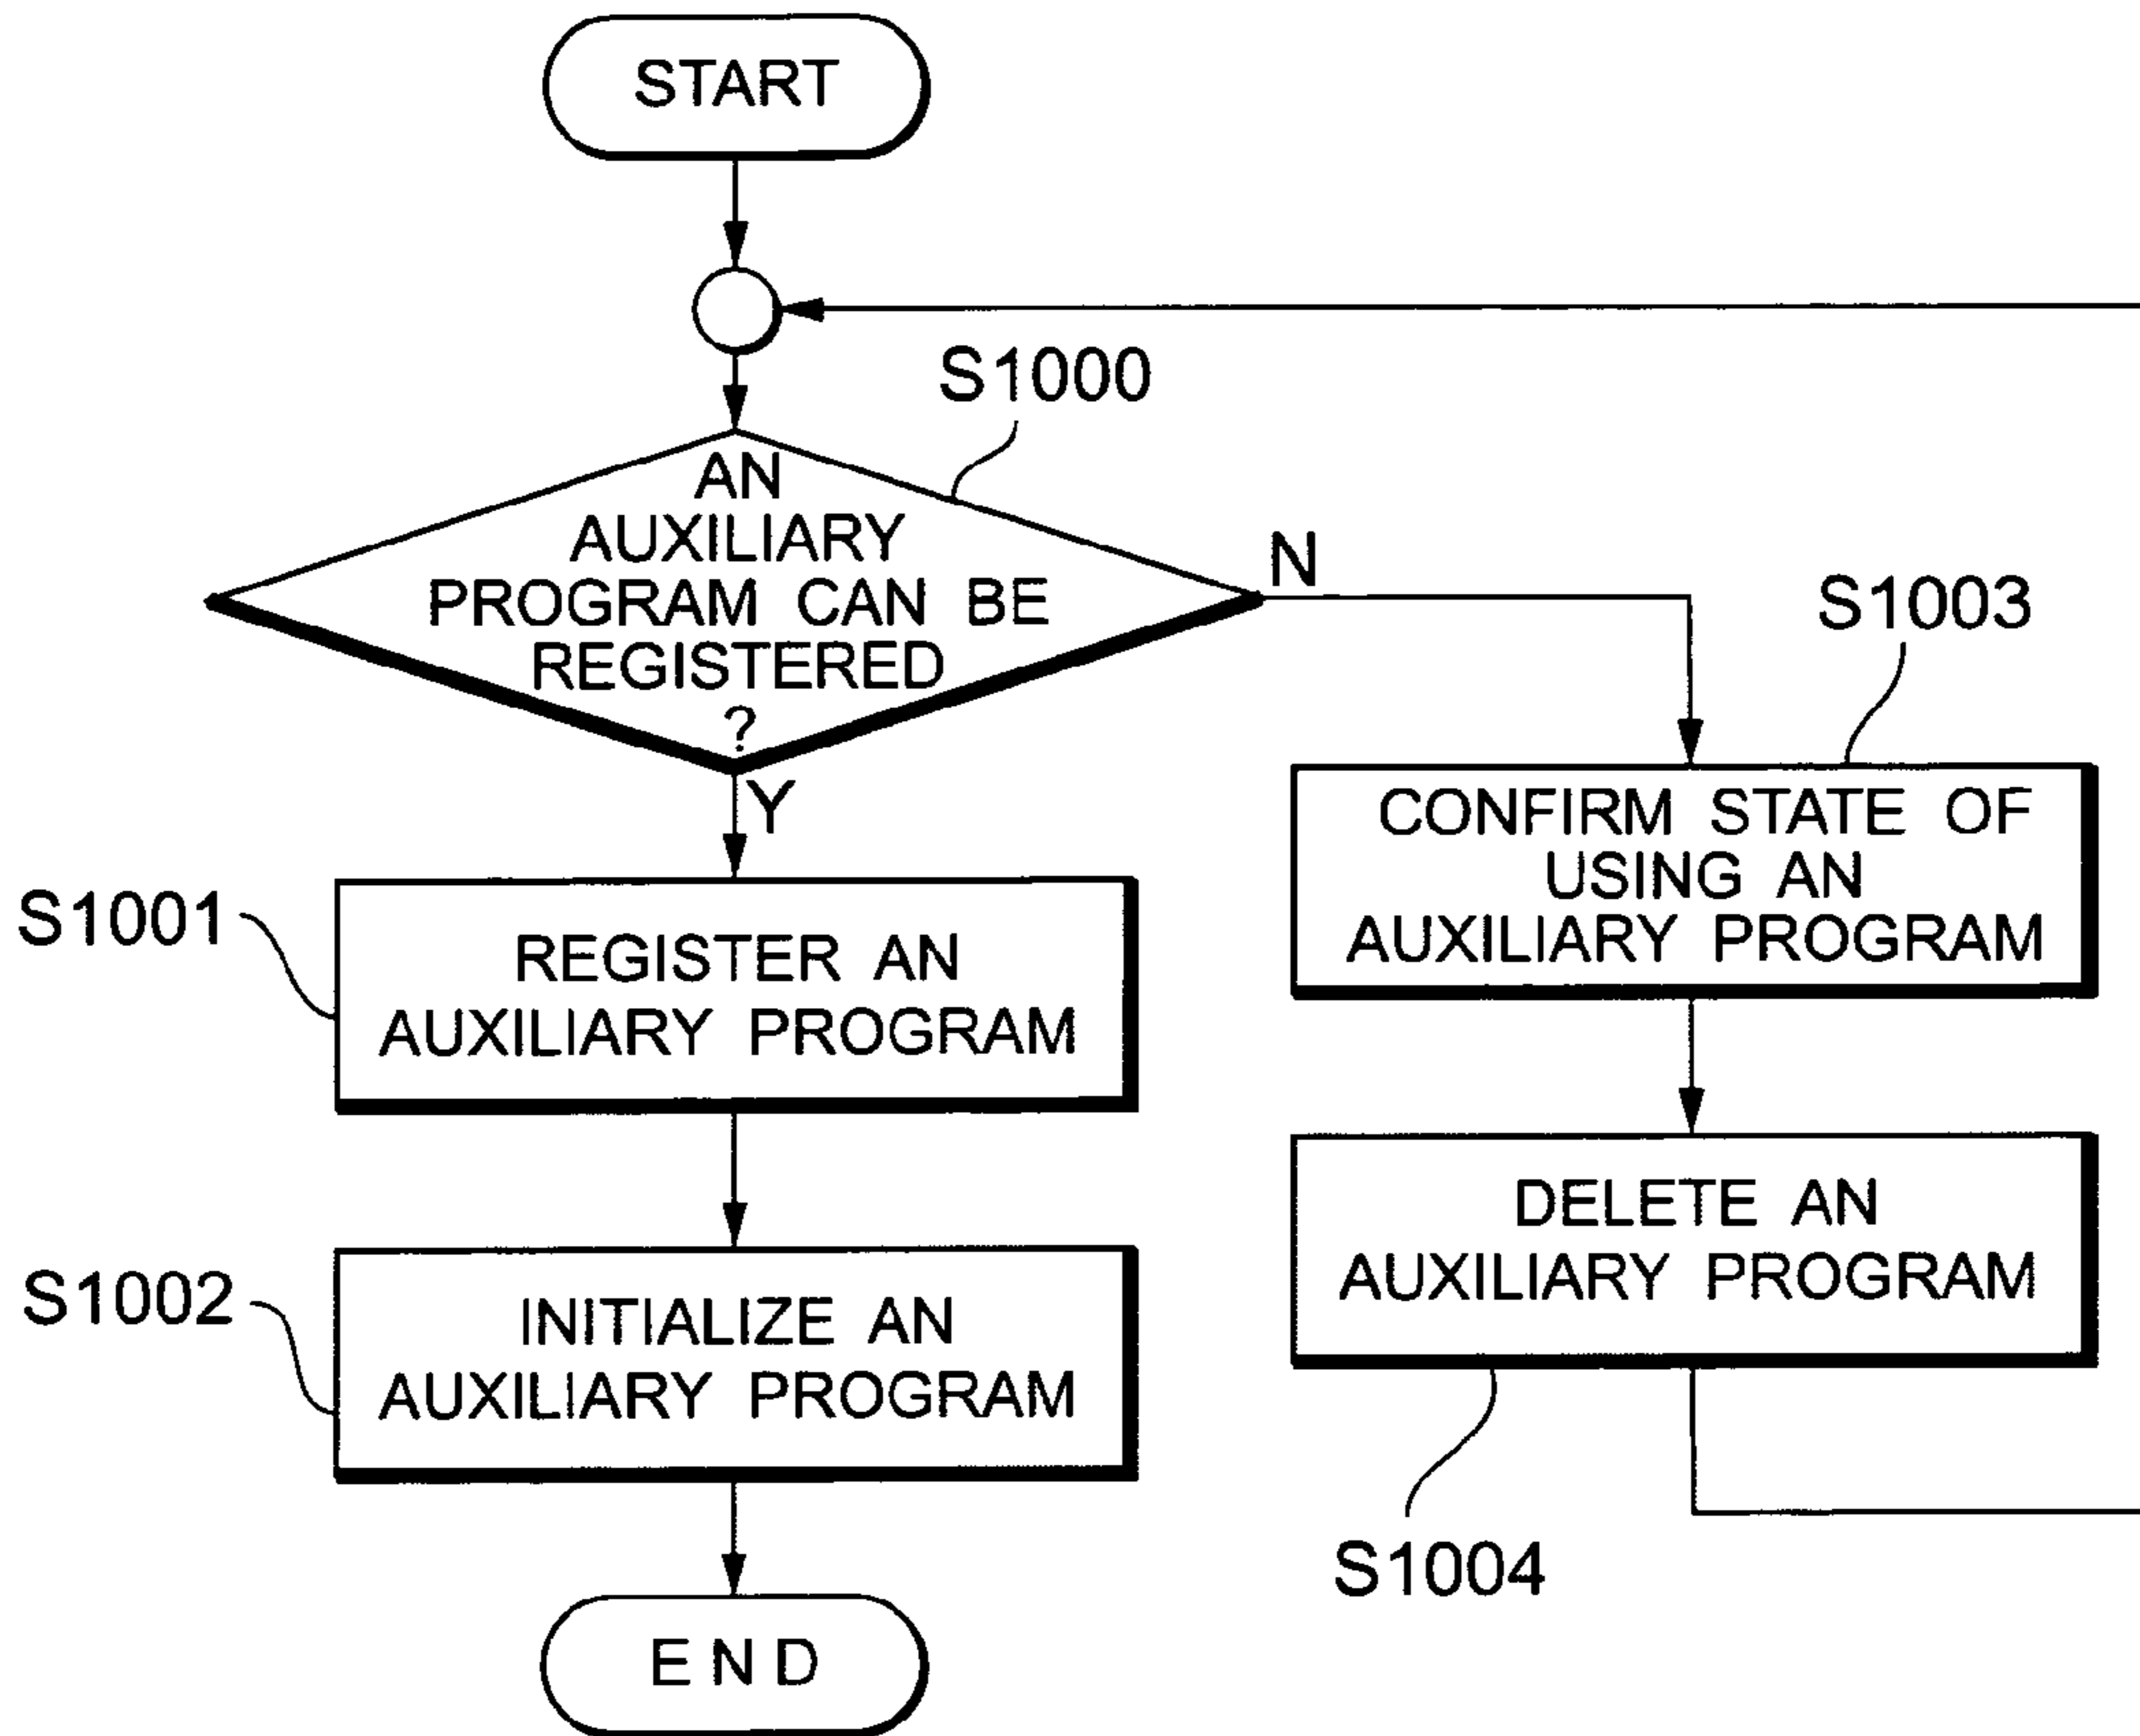 START
S1000
AN
AUXILIARY
PROGRAM CAN BE
REGISTERED
?
N
Y
S1003
CONFIRM STATE OF
USING AN
AUXILIARY PROGRAM
S1001
REGISTER AN
AUXILIARY PROGRAM
DELETE AN
AUXILIARY PROGRAM
S1002
INITIALIZE AN
AUXILIARY PROGRAM
S1004
END